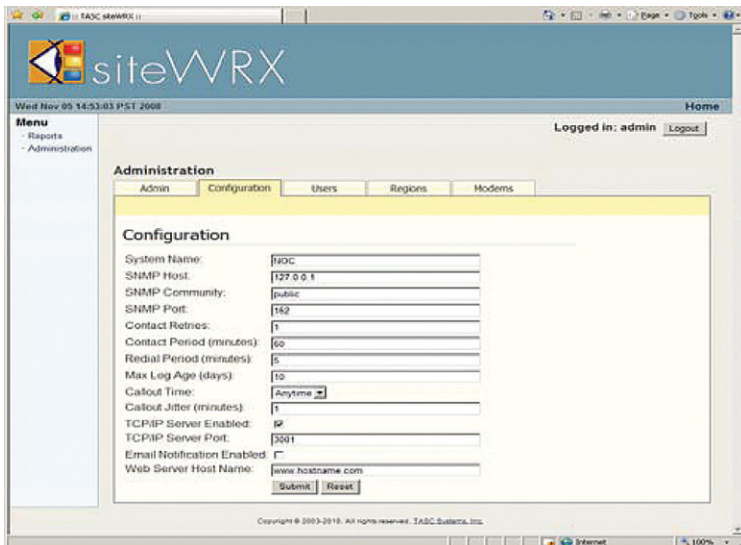 :: TASC siteWRX ::
Page
Tools
siteWRX
Wed Nov 05 14:53:03 PST 2008
Home
Menu
- Reports
- Administration
Logged in: admin
Logout
Administration
Admin
Configuration
Users
Regions
Modems
Configuration
System Name: NOC
SNMP Host: 127.0.0.1
SNMP Community: public
SNMP Port: 162
Contact Retries: 1
Contact Period (minutes): 60
Redial Period (minutes): 5
Max Log Age (days): 10
Callout Time: Anytime
Callout Jitter (minutes): 1
TCP/IP Server Enabled:
TCP/IP Server Port: 3001
Email Notification Enabled:
Web Server Host Name: www.hostname.com
Submit Reset
Copyright © 2003-2010. All rights reserved. TASC Systems, Inc.
Internet
100%